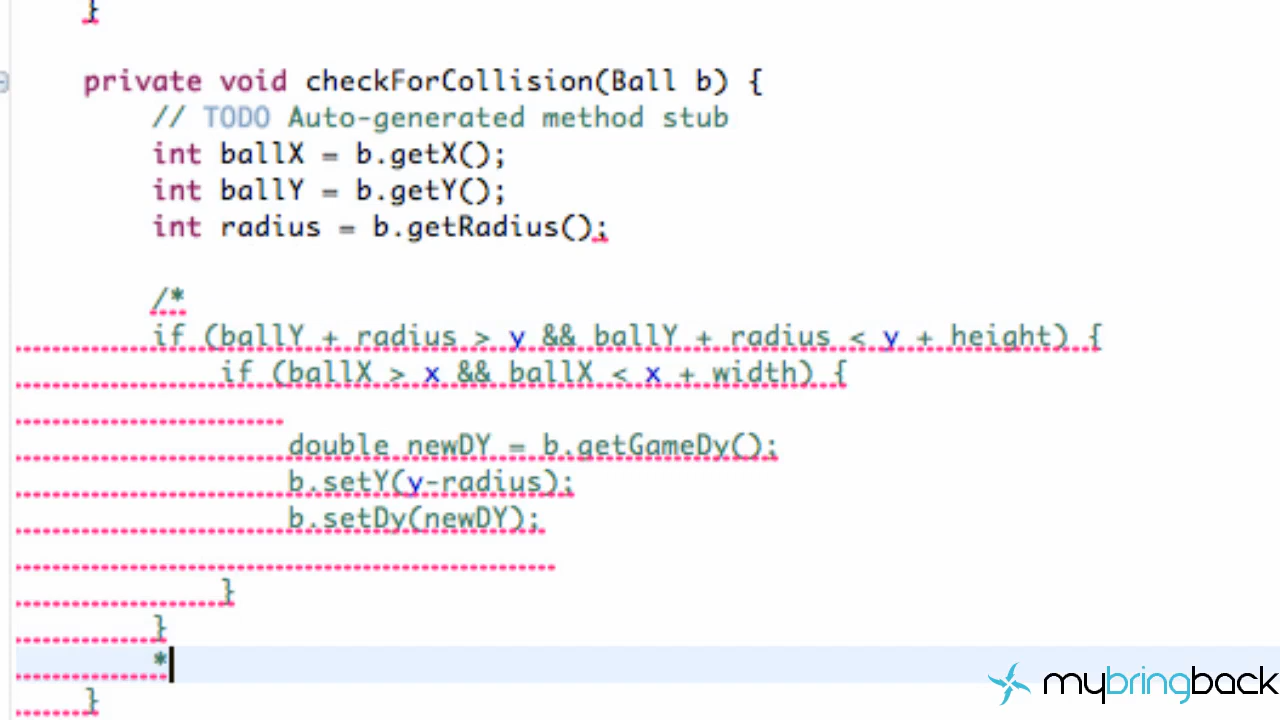 }
private void checkForCollision(Ball b) {
// TODO Auto-generated method stub
int ballX = b.getX();
int ballY = b.getY();
int radius = b.getRadius();
/*
if (ballY + radius > y && ballY + radius < y + height) {
if (ballX > x && ballX < x + width) {
double newDY = b.getGameDy();
b.setY(y-radius);
b.setDy(newDY);
}
}
*
}
mybringback